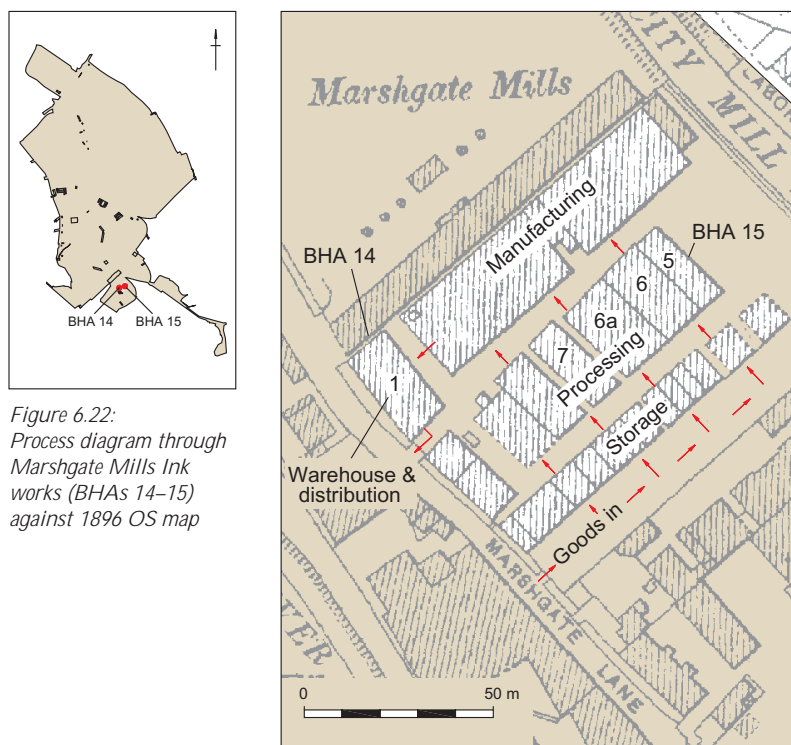 BHA 14
BHA 15
Figure 6.22:
Process diagram through
Marshgate Mills Ink
works (BHAs 14–15)
against 1896 OS map
CITY MILL
LABO
Marshgate Mills
BHA 14
Manufacturing
BHA 15
5
6
6a
7
Processing
1
Storage
Warehouse &
distribution
Goods in
MARSHGATE
LANE
VER
0
50 m